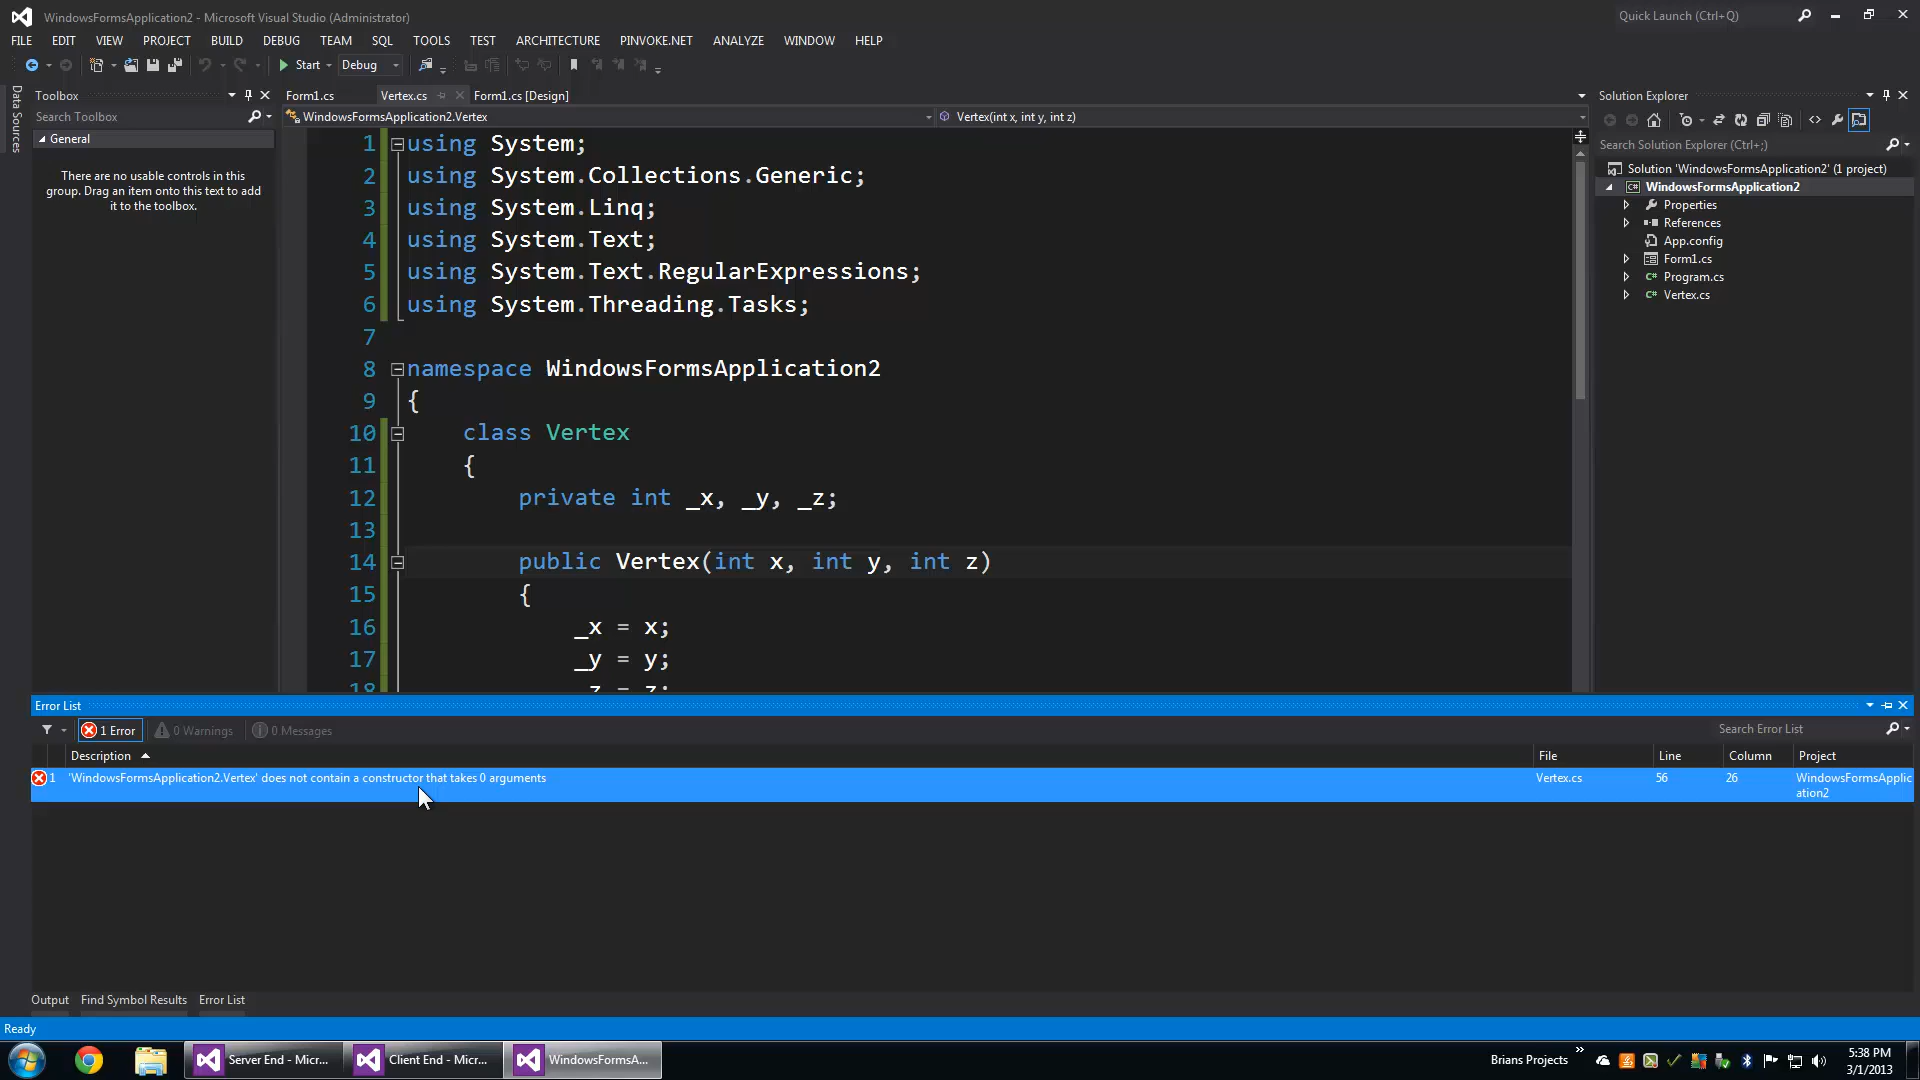 WindowsFormsApplication2 - Microsoft Visual Studio (Administrator)
Quick Launch (Ctrl+Q)
FILE EDIT VIEW PROJECT BUILD DEBUG TEAM SQL TOOLS TEST ARCHITECTURE PINVOKE.NET ANALYZE WINDOW HELP
Start Debug
Data Sources
Toolbox
Search Toolbox
General
There are no usable controls in this
group. Drag an item onto this text to add
it to the toolbox.
Form1.cs Vertex.cs Form1.cs [Design]
WindowsFormsApplication2.Vertex Vertex(int x, int y, int z)
1 using System;
2 using System.Collections.Generic;
3 using System.Linq;
4 using System.Text;
5 using System.Text.RegularExpressions;
6 using System.Threading.Tasks;
7
8 namespace WindowsFormsApplication2
9 {
10 class Vertex
11 {
12 private int _x, _y, _z;
13
14 public Vertex(int x, int y, int z)
15 {
16 _x = x;
17 _y = y;
18 _z = z;
Solution Explorer
Search Solution Explorer (Ctrl+;)
Solution 'WindowsFormsApplication2' (1 project)
WindowsFormsApplication2
Properties
References
App.config
Form1.cs
Program.cs
Vertex.cs
Error List
1 Error 0 Warnings 0 Messages
Search Error List
Description File Line Column Project
1 'WindowsFormsApplication2.Vertex' does not contain a constructor that takes 0 arguments Vertex.cs 56 26 WindowsFormsApplic
ation2
Output Find Symbol Results Error List
Ready
Server End - Micr... Client End - Micr... WindowsFormsA...
Brians Projects
5:38 PM
3/1/2013